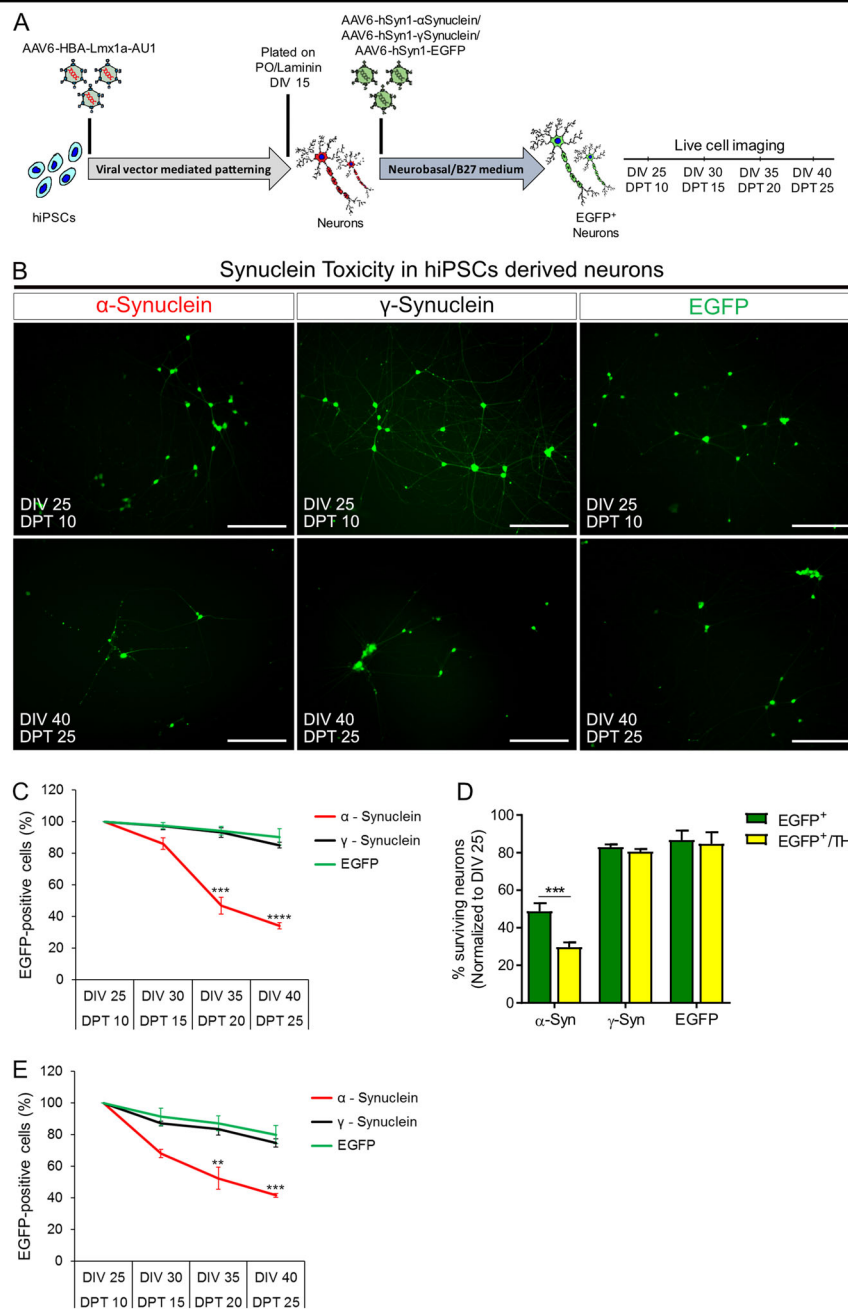 A
AAV6-HBA-Lmx1a-AU1
Plated on
PO/Laminin
DIV 15
AAV6-hSyn1-αSynuclein/
AAV6-hSyn1-γSynuclein/
AAV6-hSyn1-EGFP
Viral vector mediated patterning
Neurobasal/B27 medium
hiPSCs
Neurons
EGFP+
Neurons
Live cell imaging
DIV 25 DIV 30 DIV 35 DIV 40
DPT 10 DPT 15 DPT 20 DPT 25
B
Synuclein Toxicity in hiPSCs derived neurons
α-Synuclein γ-Synuclein EGFP
DIV 25
DPT 10
DIV 25
DPT 10
DIV 25
DPT 10
DIV 40
DPT 25
DIV 40
DPT 25
DIV 40
DPT 25
C
EGFP-positive cells (%)
120
100
80
60
40
20
0
α - Synuclein
γ - Synuclein
EGFP
***
****
DIV 25 DIV 30 DIV 35 DIV 40
DPT 10 DPT 15 DPT 20 DPT 25
D
% surviving neurons
(Normalized to DIV 25)
100
80
60
40
20
0
EGFP+
EGFP+/TH
***
α-Syn γ-Syn EGFP
E
EGFP-positive cells (%)
120
100
80
60
40
20
0
α - Synuclein
γ - Synuclein
EGFP
**
***
DIV 25 DIV 30 DIV 35 DIV 40
DPT 10 DPT 15 DPT 20 DPT 25